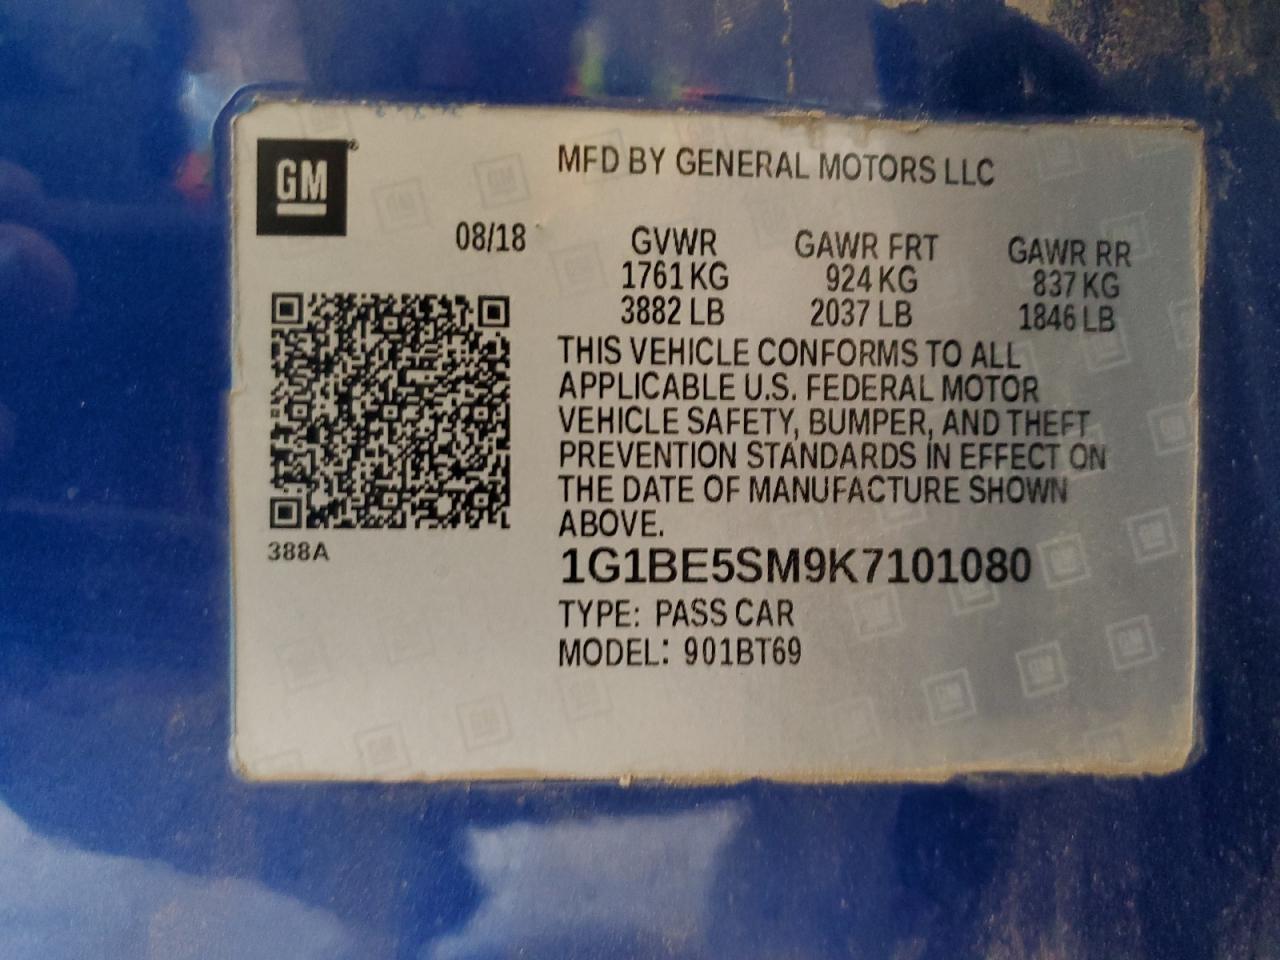 GM
MFD BY GENERAL MOTORS LLC
08/18
GVWR GAWR FRT GAWR RR
1761 KG 924 KG 837 KG
3882 LB 2037 LB 1846 LB
THIS VEHICLE CONFORMS TO ALL
APPLICABLE U.S. FEDERAL MOTOR
VEHICLE SAFETY, BUMPER, AND THEFT
PREVENTION STANDARDS IN EFFECT ON
THE DATE OF MANUFACTURE SHOWN
ABOVE.
388A
1G1BE5SM9K7101080
TYPE: PASS CAR
MODEL: 901BT69